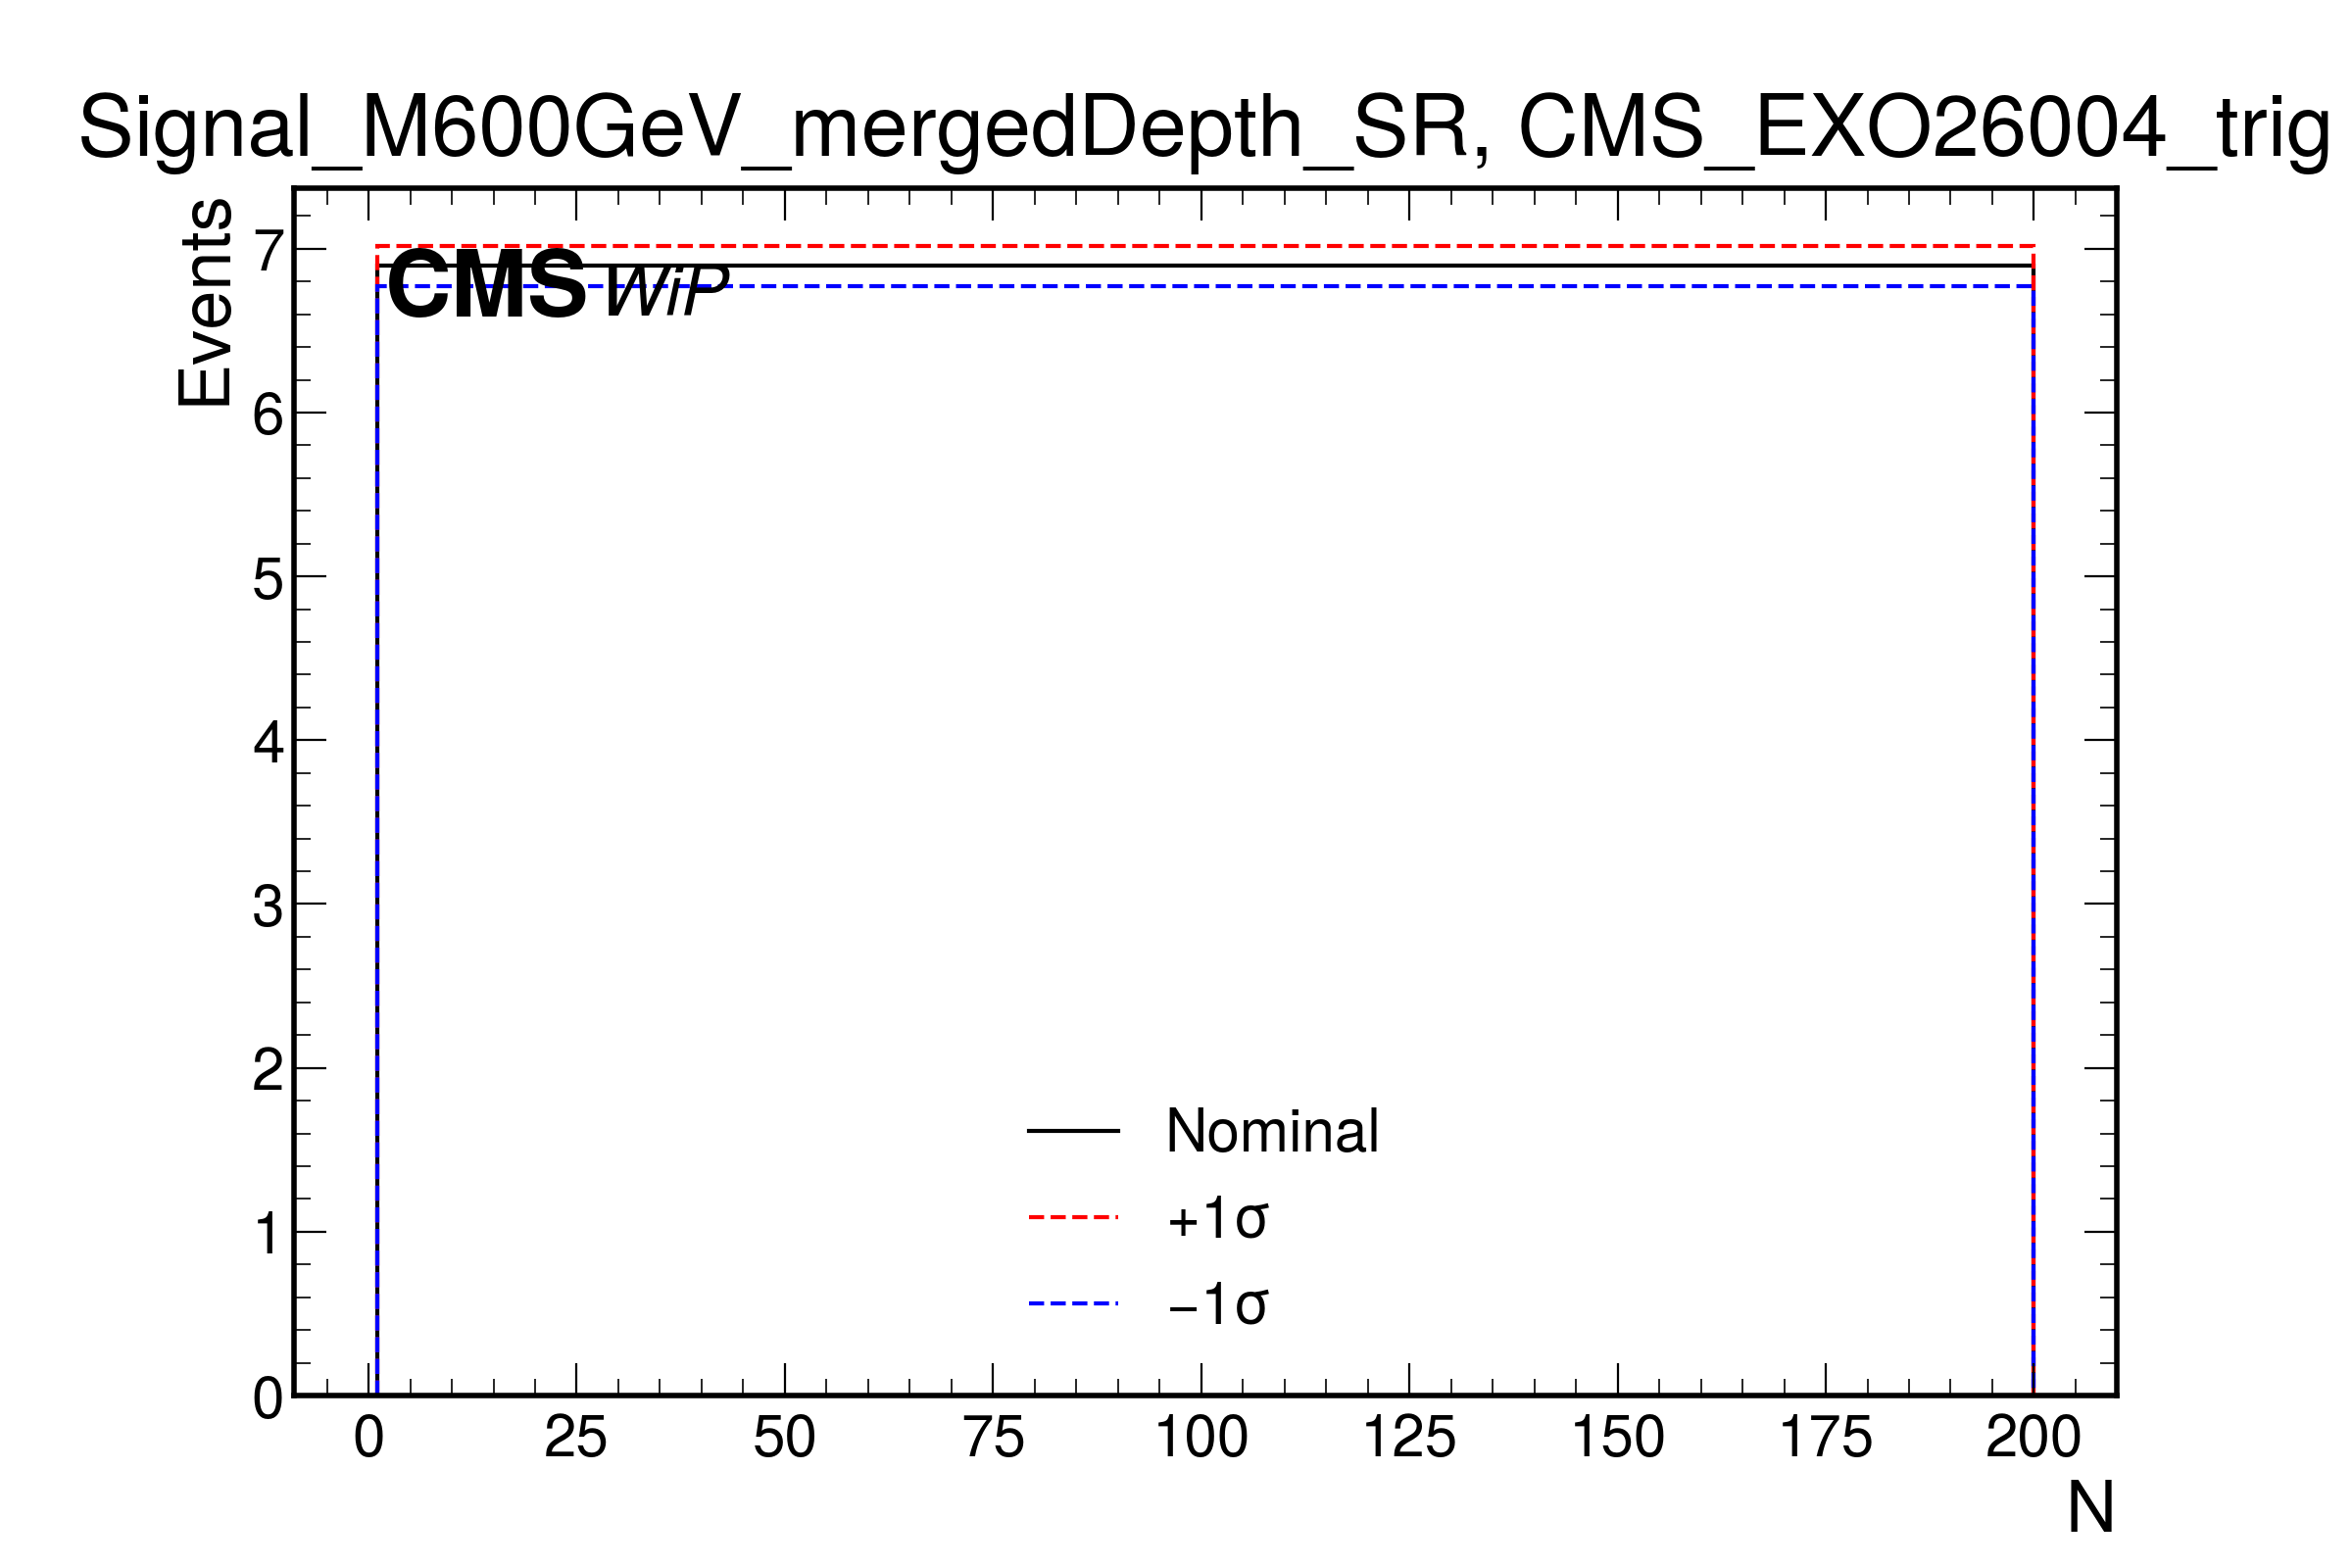 Signal_M600GeV_mergedDepth_SR, CMS_EXO26004_trig
Events
CMS WiP
7
6
5
4
3
2
1
0
Nominal
+1σ
−1σ
0 25 50 75 100 125 150 175 200
N